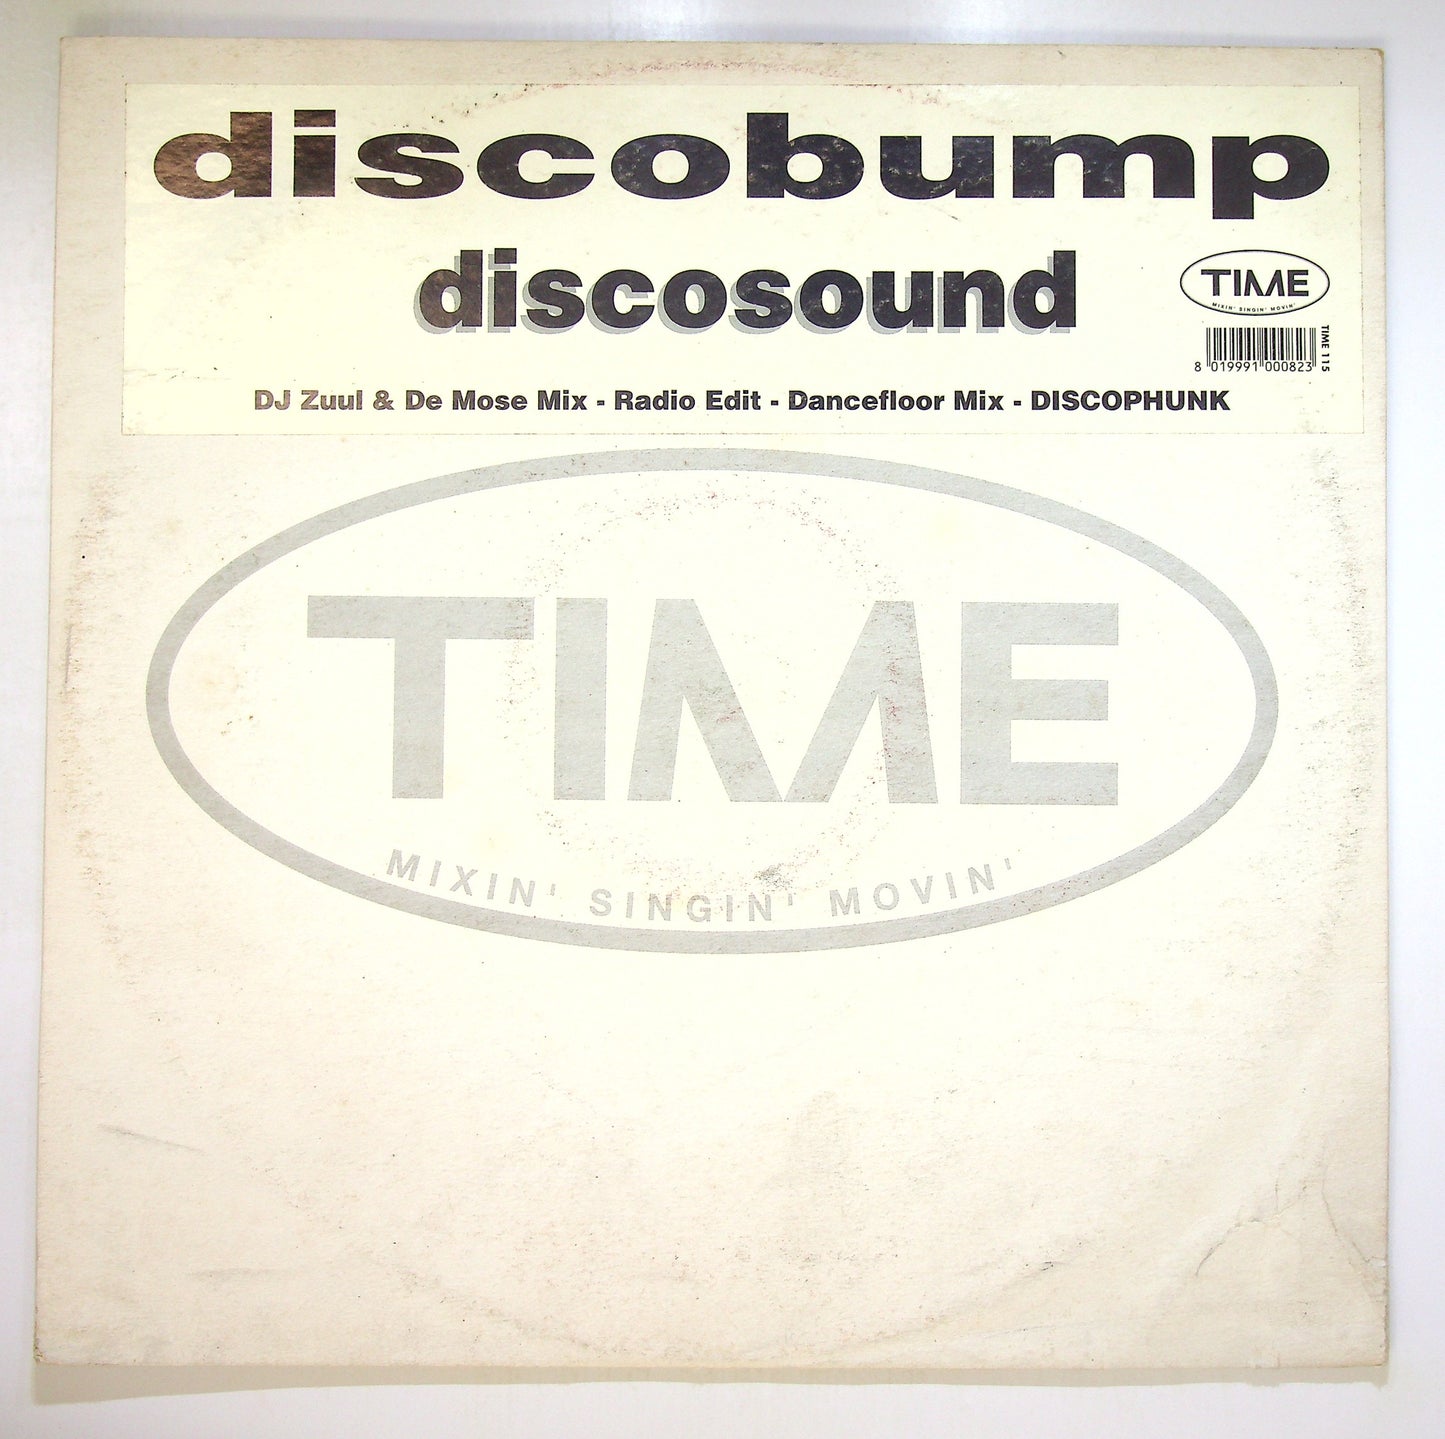 discobump
discosound
TIME
MIXIN' SINGIN' MOVIN'
TIME 115
8 019991 000823
DJ Zuul & De Mose Mix - Radio Edit - Dancefloor Mix - DISCOPHUNK
TIME
MIXIN' SINGIN' MOVIN'